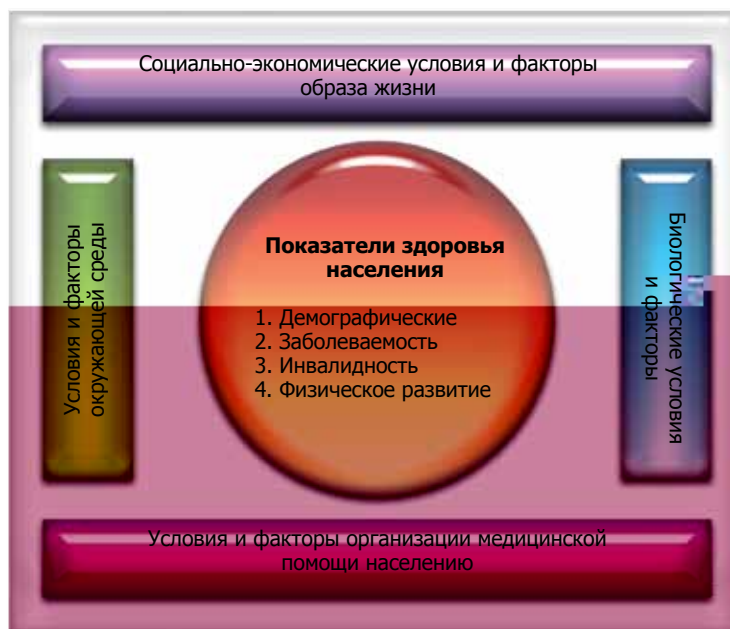 Социально-экономические условия и факторы
образа жизни
Условия и факторы
окружающей среды
Показатели здоровья
населения
1. Демографические
2. Заболеваемость
3. Инвалидность
4. Физическое развитие
Биологические условия
и факторы
Условия и факторы организации медицинской
помощи населению